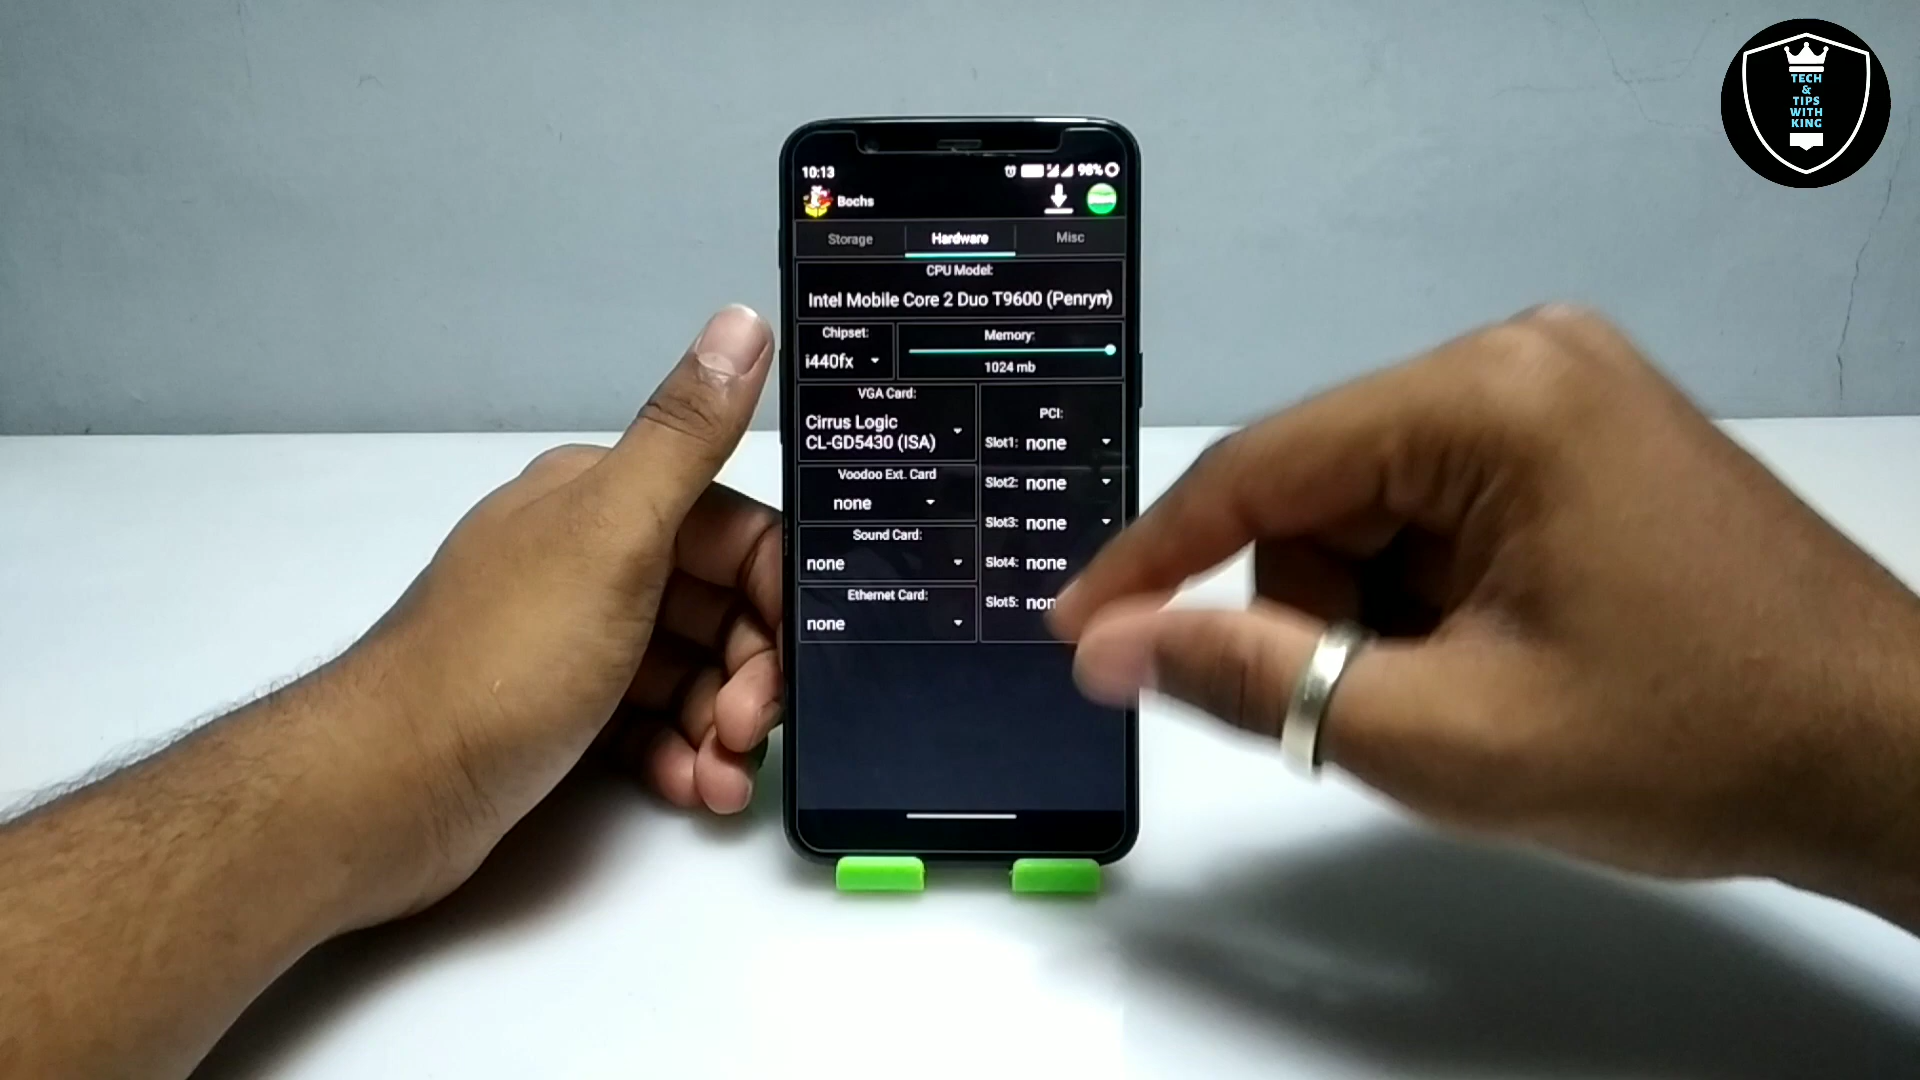 TECH
&
TIPS
WITH
KING
10:13
98%
Bochs
Storage
Hardware
Misc
CPU Model:
Intel Mobile Core 2 Duo T9600 (Penryn)
Chipset:
i440fx
Memory:
1024 mb
VGA Card:
Cirrus Logic
CL-GD5430 (ISA)
Voodoo Ext. Card
none
Sound Card:
none
Ethernet Card:
none
PCI:
Slot1: none
Slot2: none
Slot3: none
Slot4: none
Slot5: non